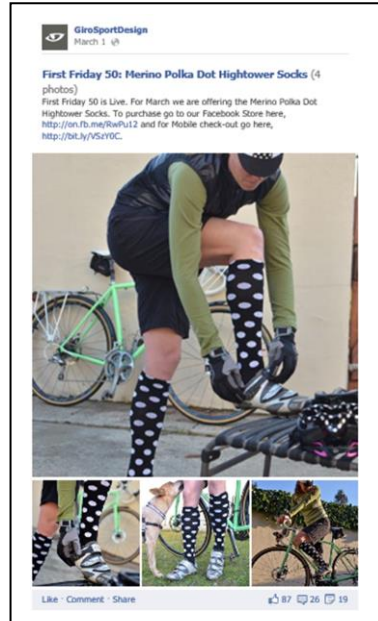 GiroSportDesign
March 1
First Friday 50: Merino Polka Dot Hightower Socks (4
photos)
First Friday 50 is Live. For March we are offering the Merino Polka Dot
Hightower Socks. To purchase go to our Facebook Store here,
http://on.fb.me/RwPu12 and for Mobile check-out go here,
http://bit.ly/VSzY0C.
Like · Comment · Share
87 26 19